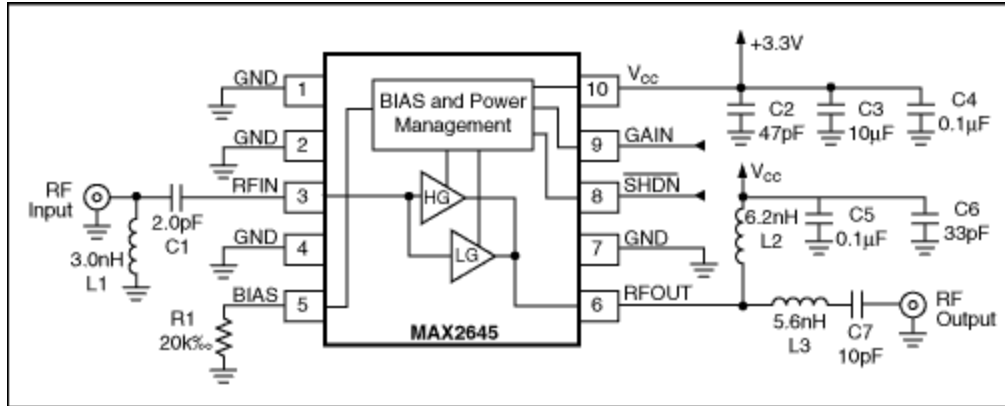 +3.3V
GND
1
10
VCC
BIAS and Power
Management
C2
47pF
C3
10µF
C4
0.1µF
GND
2
9
GAIN
RF
Input
RFIN
3
8
SHDN
VCC
2.0pF
C1
HG
6.2nH
L2
C5
0.1µF
C6
33pF
3.0nH
L1
GND
4
LG
7
GND
BIAS
5
6
RFOUT
R1
20k‰
MAX2645
5.6nH
L3
C7
10pF
RF
Output